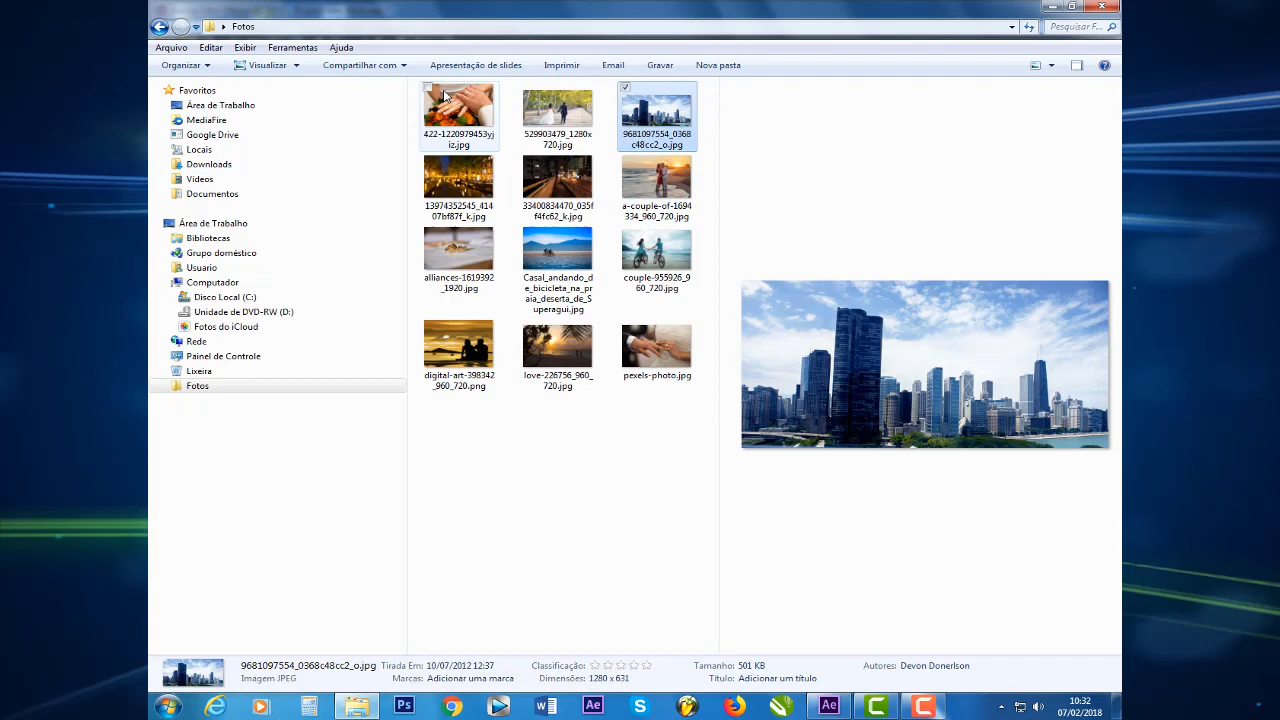 Fotos
Pesquisar F...
Arquivo Editar Exibir Ferramentas Ajuda
Organizar Visualizar Compartilhar com Apresentação de slides Imprimir Email Gravar Nova pasta
Favoritos
Área de Trabalho
MediaFire
Google Drive
Locais
Downloads
Vídeos
Documentos
Área de Trabalho
Bibliotecas
Grupo doméstico
Usuario
Computador
Disco Local (C:)
Unidade de DVD-RW (D:)
Fotos do iCloud
Rede
Painel de Controle
Lixeira
Fotos
422-1220979453yj
iz.jpg
529903479_1280x
720.jpg
9681097554_0368
c48cc2_o.jpg
13974352545_414
07bf87f_k.jpg
33400834470_035f
f4fc62_k.jpg
a-couple-of-1694
334_960_720.jpg
alliances-1619392
_1920.jpg
Casal_andando_d
e_bicicleta_na_pr
aia_deserta_de_S
uperagui.jpg
couple-955926_9
60_720.jpg
digital-art-398342
_960_720.png
love-226756_960_
720.jpg
pexels-photo.jpg
9681097554_0368c48cc2_o.jpg Tirada Em: 10/07/2012 12:37 Classificação: Tamanho: 501 KB Autores: Devon Donerlson
Imagem JPEG Marcas: Adicionar uma marca Dimensões: 1280 x 631 Título: Adicionar um título
Ps
W
Ae
S
Ae
C
C
10:32
07/02/2018